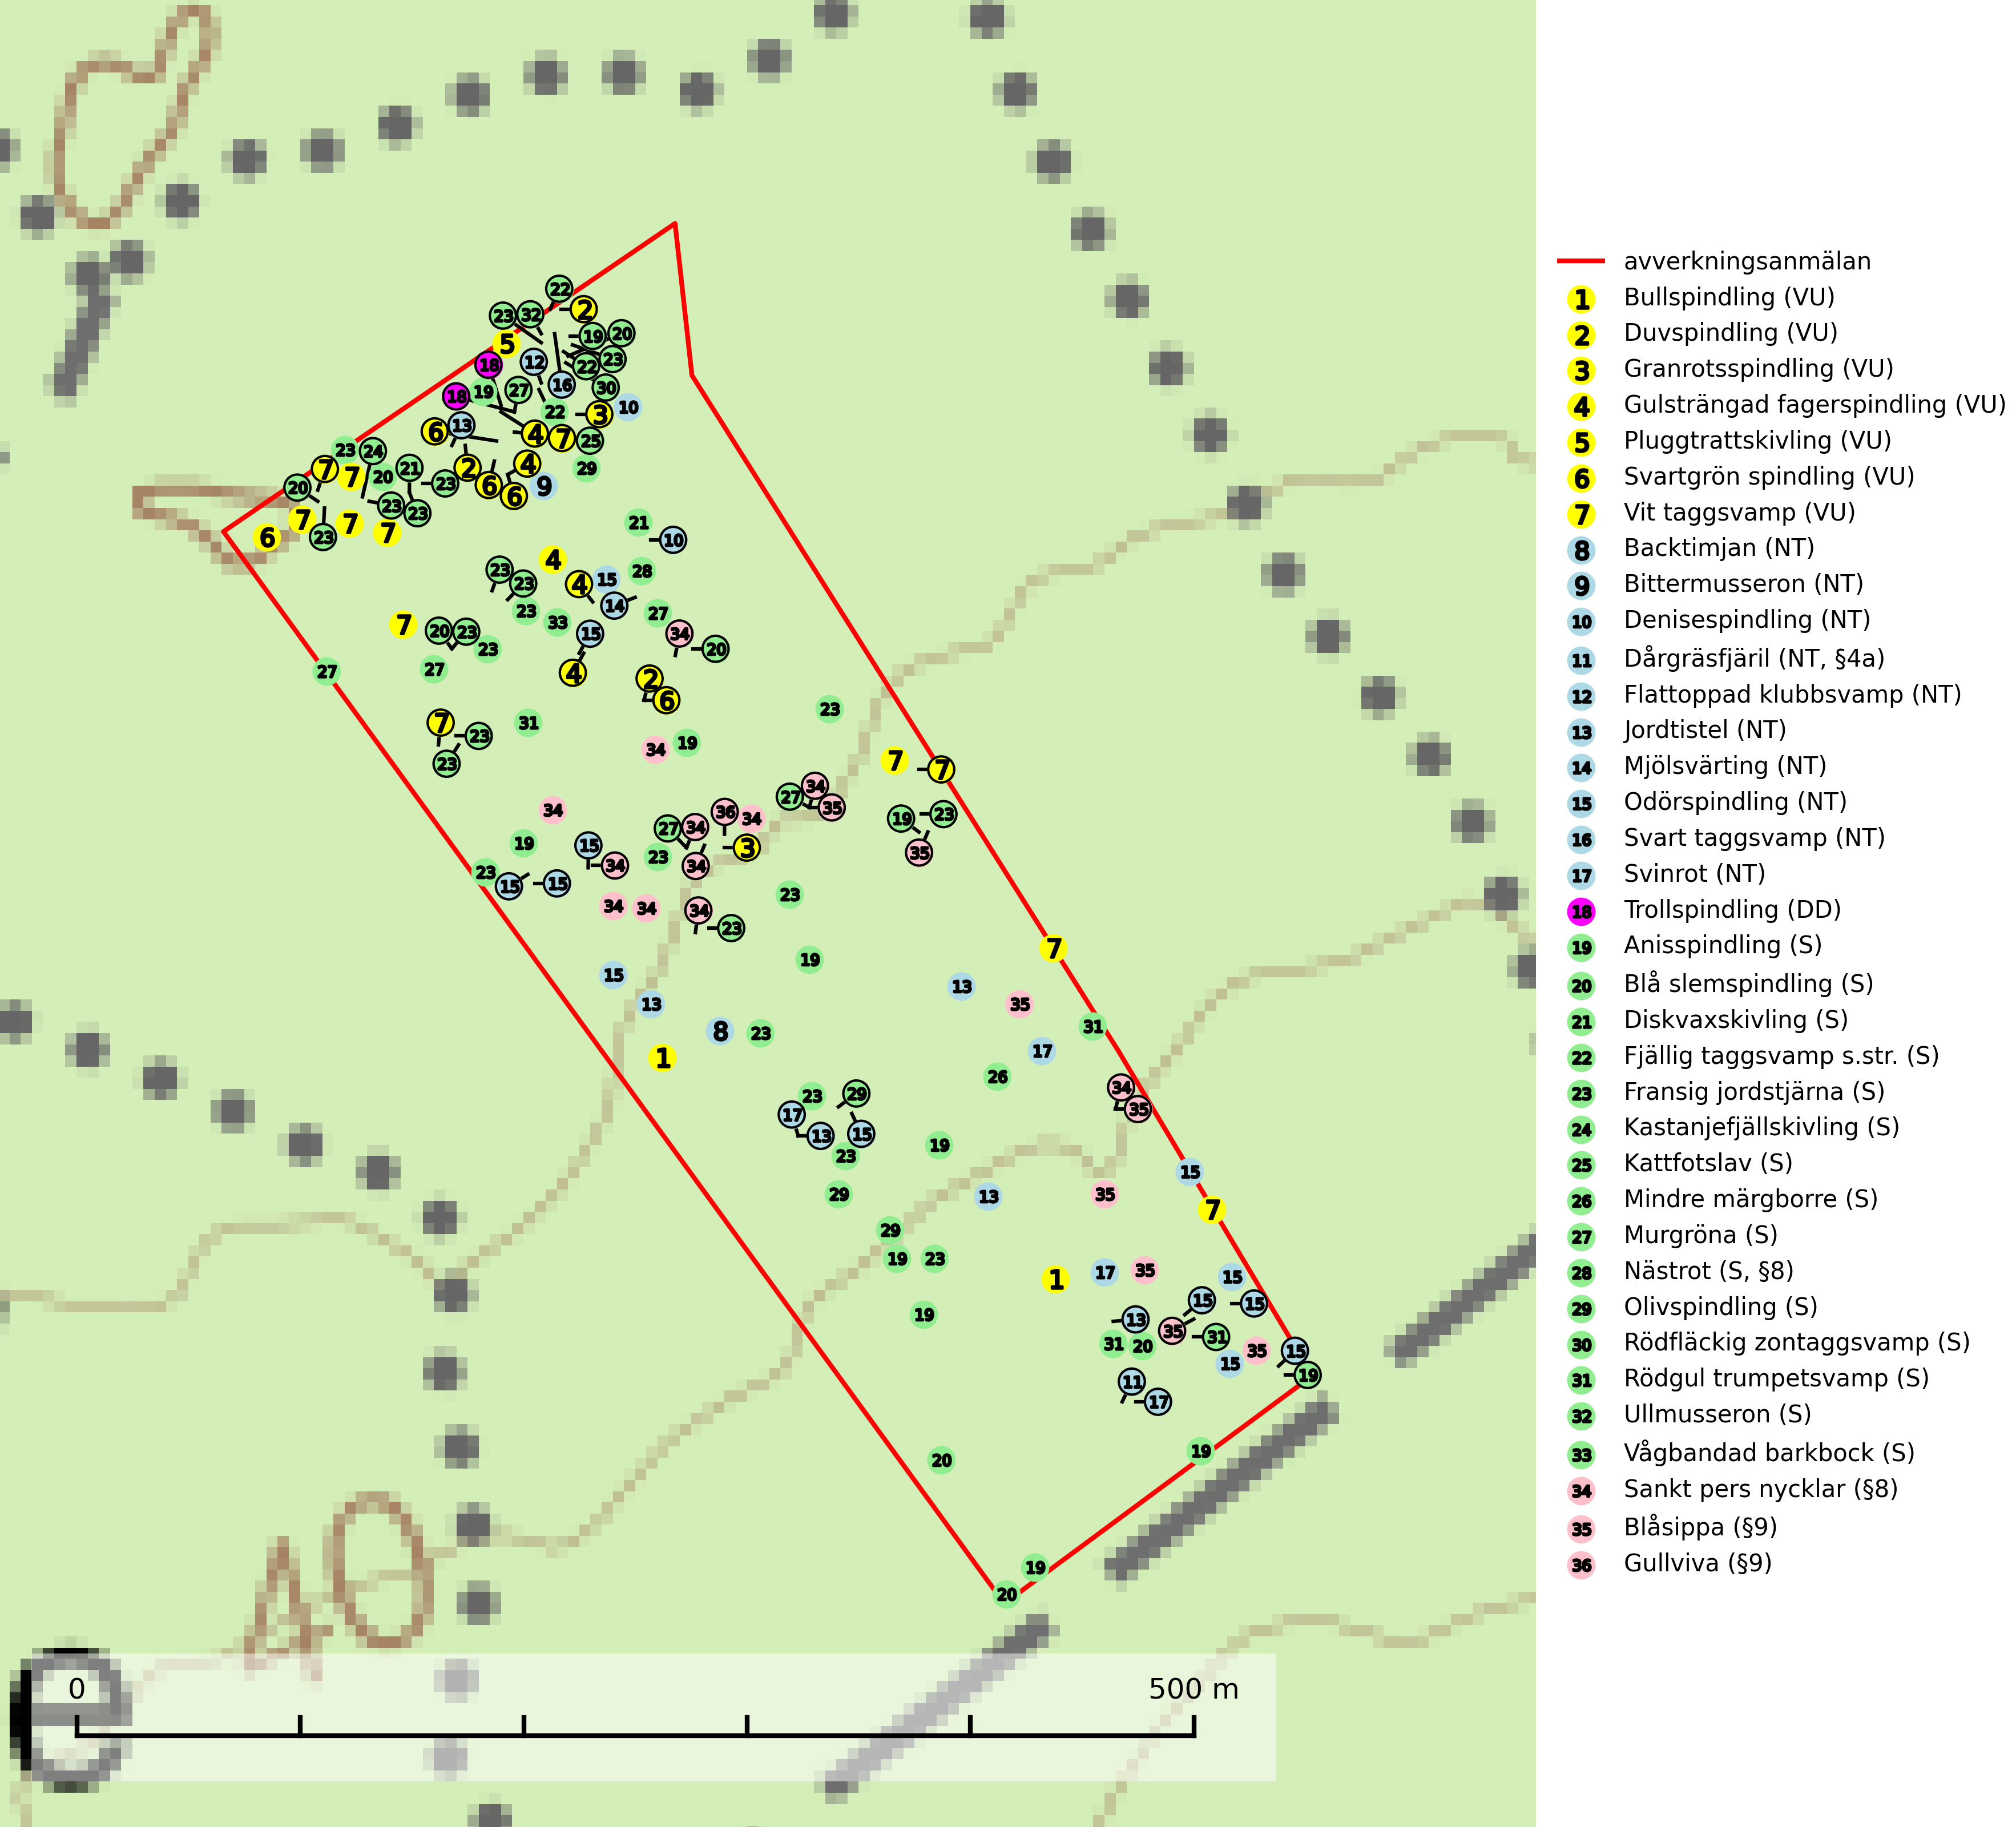 avverkningsanmälan
1 Bullspindling (VU)
2 Duvspindling (VU)
3 Granrotsspindling (VU)
4 Gulsträngad fagerspindling (VU)
5 Pluggtrattskivling (VU)
6 Svartgrön spindling (VU)
7 Vit taggsvamp (VU)
8 Backtimjan (NT)
9 Bittermusseron (NT)
10 Denisespindling (NT)
11 Dårgräsfjäril (NT, §4a)
12 Flattoppad klubbsvamp (NT)
13 Jordtistel (NT)
14 Mjölsvärting (NT)
15 Odörspindling (NT)
16 Svart taggsvamp (NT)
17 Svinrot (NT)
18 Trollspindling (DD)
19 Anisspindling (S)
20 Blå slemspindling (S)
21 Diskvaxskivling (S)
22 Fjällig taggsvamp s.str. (S)
23 Fransig jordstjärna (S)
24 Kastanjefjällskivling (S)
25 Kattfotslav (S)
26 Mindre märgborre (S)
27 Murgröna (S)
28 Nästrot (S, §8)
29 Olivspindling (S)
30 Rödfläckig zontaggsvamp (S)
31 Rödgul trumpetsvamp (S)
32 Ullmusseron (S)
33 Vågbandad barkbock (S)
34 Sankt pers nycklar (§8)
35 Blåsippa (§9)
36 Gullviva (§9)
40
0 500 m